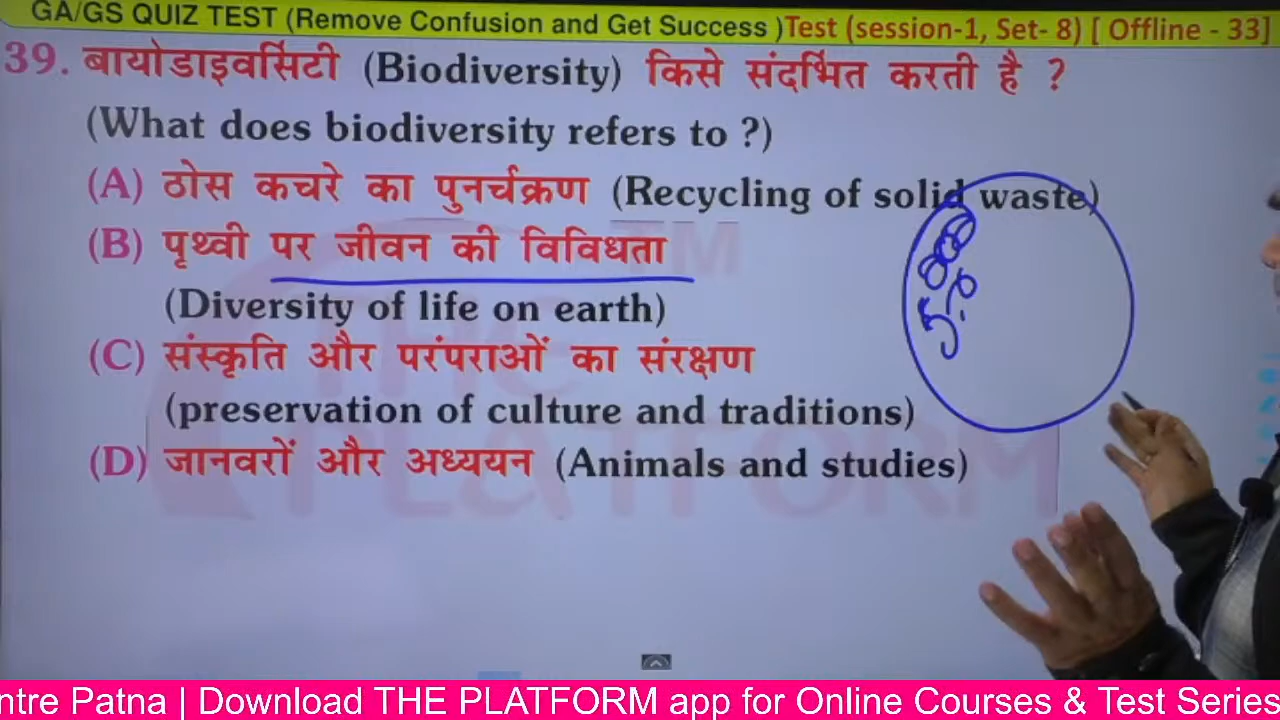 GA/GS QUIZ TEST (Remove Confusion and Get Success )Test (session-1, Set- 8) [ Offline - 33]
39. बायोडाइवर्सिटी (Biodiversity) किसे संदर्भित करती है ?
(What does biodiversity refers to ?)
(A) ठोस कचरे का पुनर्चक्रण (Recycling of solid waste)
(B) पृथ्वी पर जीवन की विविधता
(Diversity of life on earth)
(C) संस्कृति और परंपराओं का संरक्षण
(preservation of culture and traditions)
(D) जानवरों और अध्ययन (Animals and studies)
THE PLATFORM TM
ntre Patna | Download THE PLATFORM app for Online Courses & Test Series